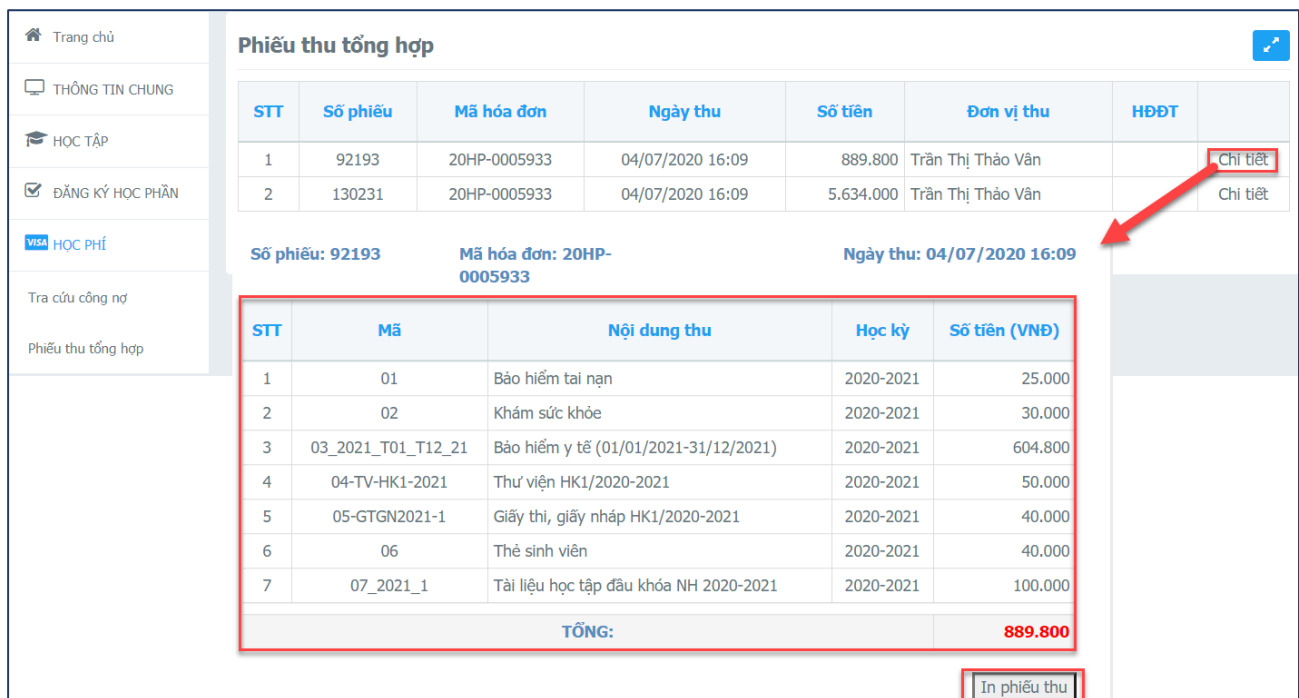 Trang chủ
THÔNG TIN CHUNG
HỌC TẬP
ĐĂNG KÝ HỌC PHẦN
VISA HỌC PHÍ
Tra cứu công nợ
Phiếu thu tổng hợp
Phiếu thu tổng hợp
STT Số phiếu Mã hóa đơn Ngày thu Số tiền Đơn vị thu HĐĐT
1 92193 20HP-0005933 04/07/2020 16:09 889.800 Trần Thị Thảo Vân Chi tiết
2 130231 20HP-0005933 04/07/2020 16:09 5.634.000 Trần Thị Thảo Vân Chi tiết
Số phiếu: 92193 Mã hóa đơn: 20HP- Ngày thu: 04/07/2020 16:09
0005933
STT Mã Nội dung thu Học kỳ Số tiền (VNĐ)
1 01 Bảo hiểm tai nạn 2020-2021 25.000
2 02 Khám sức khỏe 2020-2021 30.000
3 03_2021_T01_T12_21 Bảo hiểm y tế (01/01/2021-31/12/2021) 2020-2021 604.800
4 04-TV-HK1-2021 Thư viện HK1/2020-2021 2020-2021 50.000
5 05-GTGN2021-1 Giấy thi, giấy nháp HK1/2020-2021 2020-2021 40.000
6 06 Thẻ sinh viên 2020-2021 40.000
7 07_2021_1 Tài liệu học tập đầu khóa NH 2020-2021 2020-2021 100.000
TỔNG: 889.800
In phiếu thu